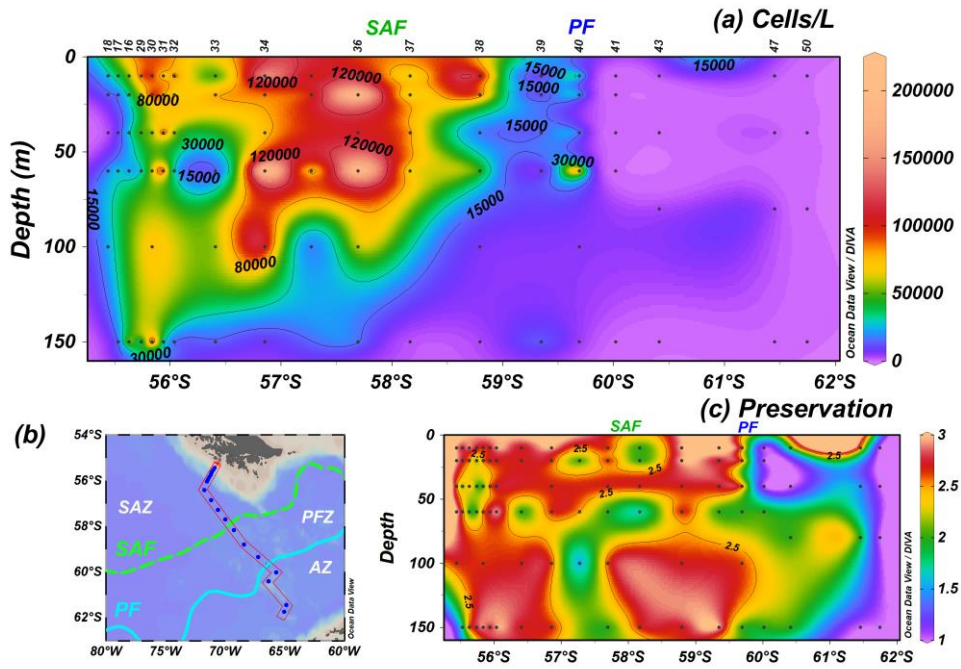 (a) Cells/L
SAF PF
18 17 16 29 30 31 32 33 34 36 37 38 39 40 41 43 47 50
0
50
100
150
Depth (m)
15000
80000
30000
15000
30000
120000
120000
120000
120000
80000
15000
15000
15000
15000
30000
15000
56°S 57°S 58°S 59°S 60°S 61°S 62°S
Ocean Data View / DIVA
200000
150000
100000
50000
0
(b)
54°S
56°S
58°S
60°S
62°S
SAZ
PFZ
SAF
AZ
PF
80°W 75°W 70°W 65°W 60°W
Ocean Data View
(c) Preservation
SAF PF
Depth
0
50
100
150
2.5
2.5
2.5
2.5
2.5
2.5
2.5
2.5
56°S 57°S 58°S 59°S 60°S 61°S 62°S
Ocean Data View / DIVA
3
2.5
2
1.5
1